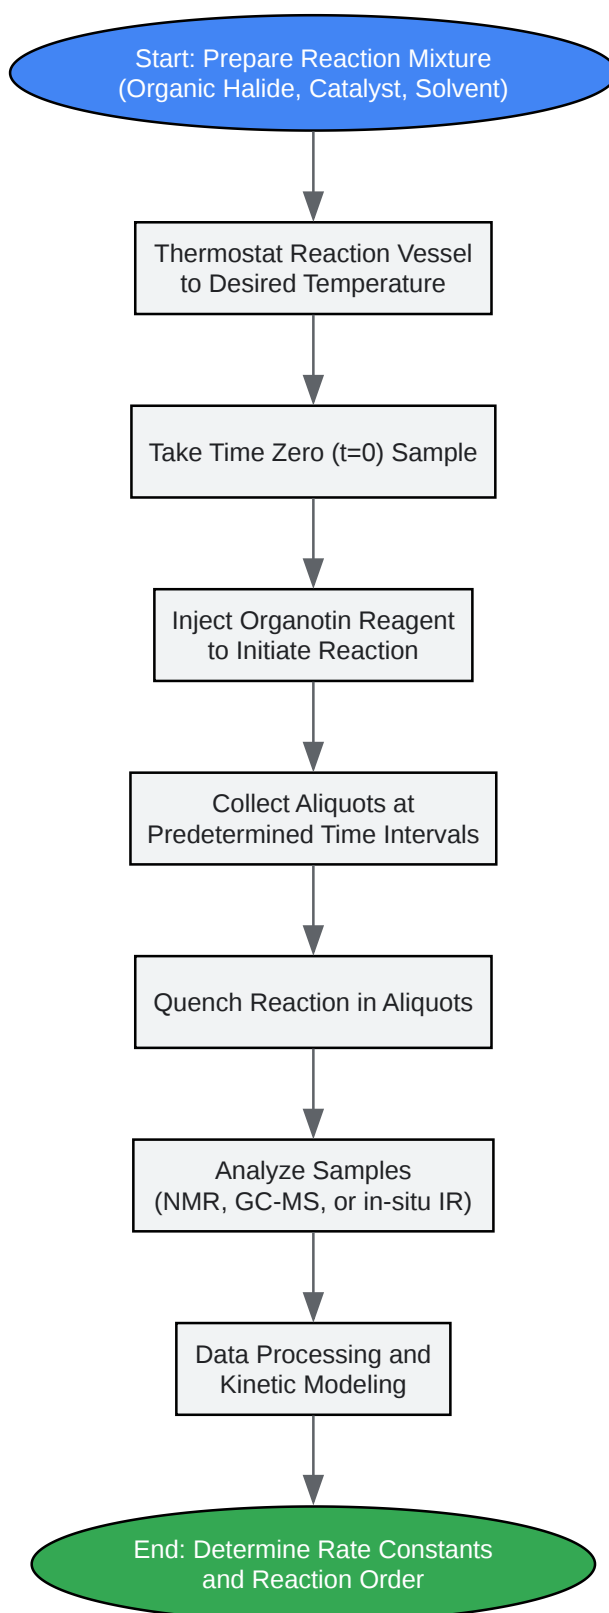 Start: Prepare Reaction Mixture
(Organic Halide, Catalyst, Solvent)
Thermostat Reaction Vessel
to Desired Temperature
Take Time Zero (t=0) Sample
Inject Organotin Reagent
to Initiate Reaction
Collect Aliquots at
Predetermined Time Intervals
Quench Reaction in Aliquots
Analyze Samples
(NMR, GC-MS, or in-situ IR)
Data Processing and
Kinetic Modeling
End: Determine Rate Constants
and Reaction Order